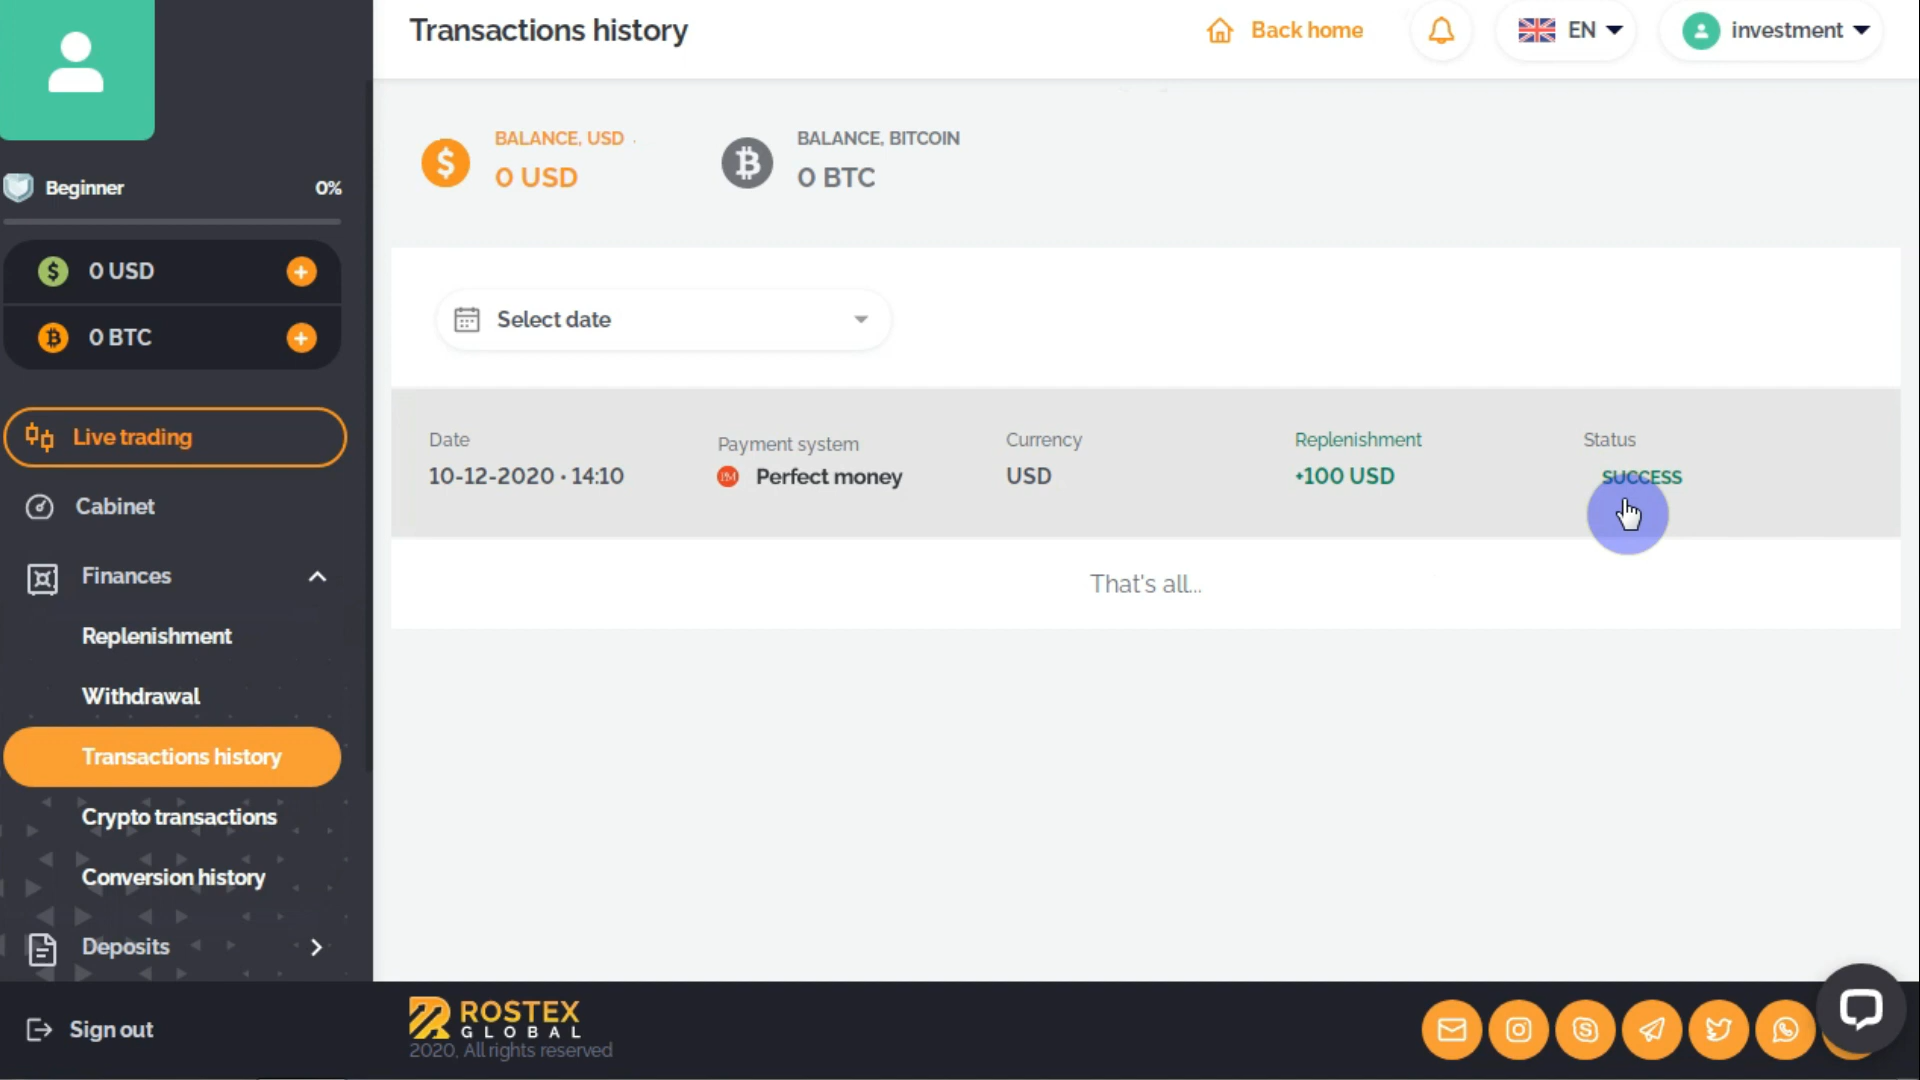 Transactions history
Back home
EN
investment
Beginner
0%
0 USD
0 BTC
Live trading
Cabinet
Finances
Replenishment
Withdrawal
Transactions history
Crypto transactions
Conversion history
Deposits
Sign out
BALANCE, USD
0 USD
BALANCE, BITCOIN
0 BTC
Select date
Date
10-12-2020 • 14:10
Payment system
PM Perfect money
Currency
USD
Replenishment
+100 USD
Status
SUCCESS
That's all...
ROSTEX
GLOBAL
2020, All rights reserved